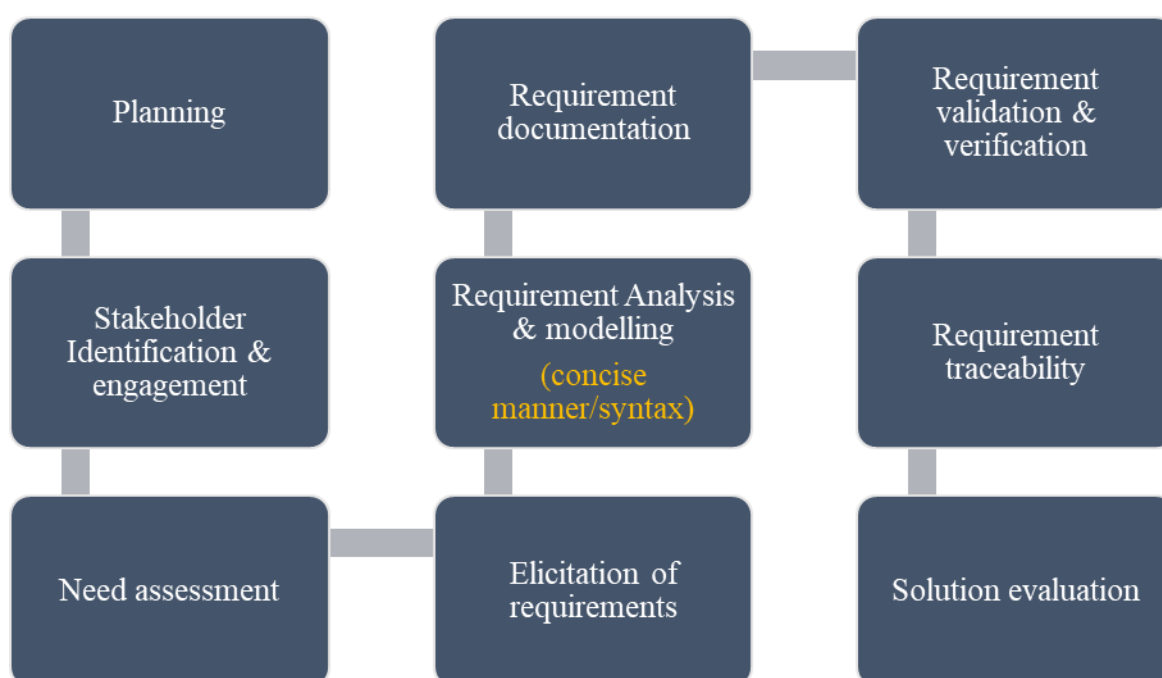 Planning
Stakeholder
Identification &
engagement
Need assessment
Elicitation of
requirements
Requirement Analysis
& modelling
(concise
manner/syntax)
Requirement
documentation
Requirement
validation &
verification
Requirement
traceability
Solution evaluation